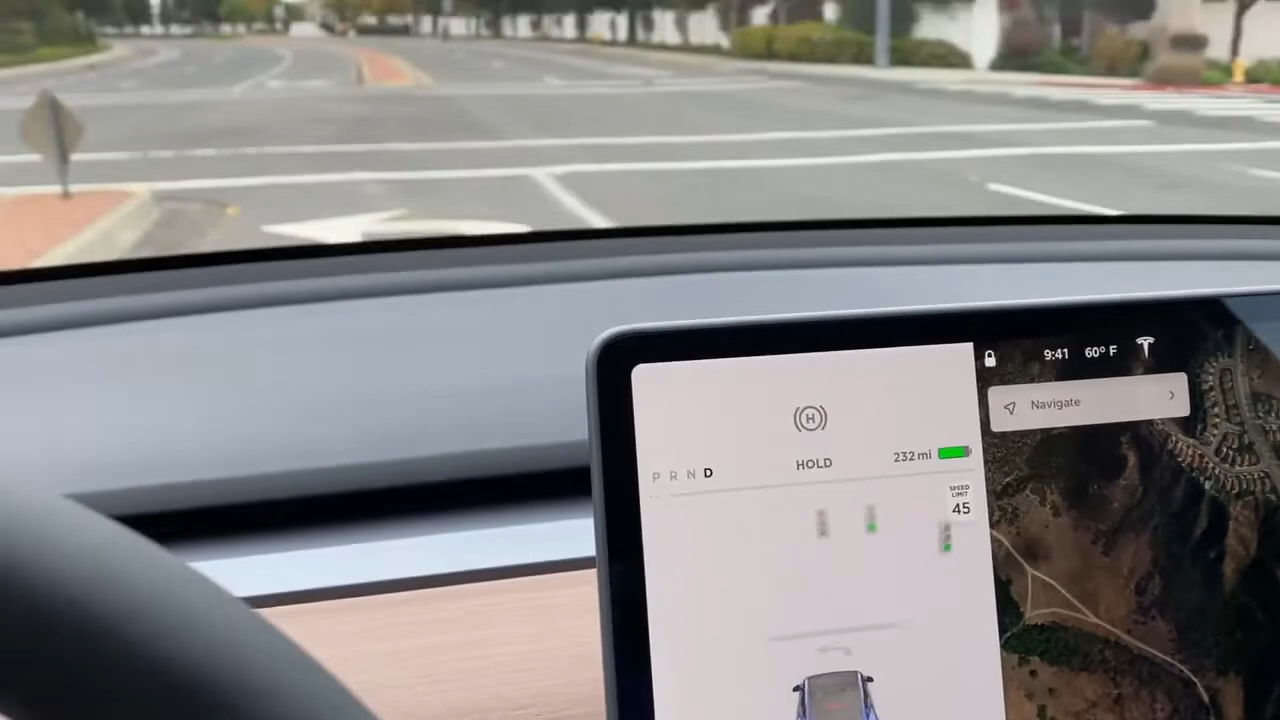 9:41 60° F
Navigate
H
HOLD
232 mi
P R N D
SPEED
LIMIT
45